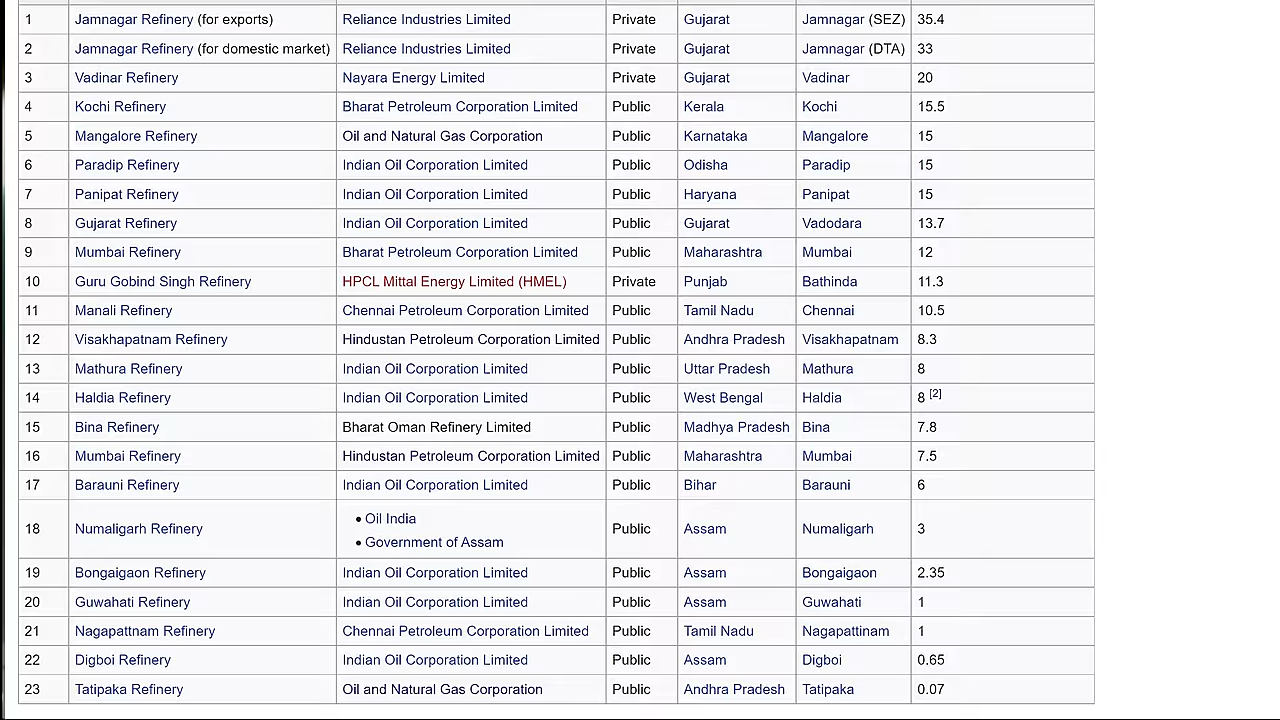 1 Jamnagar Refinery (for exports) Reliance Industries Limited Private Gujarat Jamnagar (SEZ) 35.4
2 Jamnagar Refinery (for domestic market) Reliance Industries Limited Private Gujarat Jamnagar (DTA) 33
3 Vadinar Refinery Nayara Energy Limited Private Gujarat Vadinar 20
4 Kochi Refinery Bharat Petroleum Corporation Limited Public Kerala Kochi 15.5
5 Mangalore Refinery Oil and Natural Gas Corporation Public Karnataka Mangalore 15
6 Paradip Refinery Indian Oil Corporation Limited Public Odisha Paradip 15
7 Panipat Refinery Indian Oil Corporation Limited Public Haryana Panipat 15
8 Gujarat Refinery Indian Oil Corporation Limited Public Gujarat Vadodara 13.7
9 Mumbai Refinery Bharat Petroleum Corporation Limited Public Maharashtra Mumbai 12
10 Guru Gobind Singh Refinery HPCL Mittal Energy Limited (HMEL) Private Punjab Bathinda 11.3
11 Manali Refinery Chennai Petroleum Corporation Limited Public Tamil Nadu Chennai 10.5
12 Visakhapatnam Refinery Hindustan Petroleum Corporation Limited Public Andhra Pradesh Visakhapatnam 8.3
13 Mathura Refinery Indian Oil Corporation Limited Public Uttar Pradesh Mathura 8
14 Haldia Refinery Indian Oil Corporation Limited Public West Bengal Haldia 8 [2]
15 Bina Refinery Bharat Oman Refinery Limited Public Madhya Pradesh Bina 7.8
16 Mumbai Refinery Hindustan Petroleum Corporation Limited Public Maharashtra Mumbai 7.5
17 Barauni Refinery Indian Oil Corporation Limited Public Bihar Barauni 6
18 Numaligarh Refinery • Oil India • Government of Assam Public Assam Numaligarh 3
19 Bongaigaon Refinery Indian Oil Corporation Limited Public Assam Bongaigaon 2.35
20 Guwahati Refinery Indian Oil Corporation Limited Public Assam Guwahati 1
21 Nagapattnam Refinery Chennai Petroleum Corporation Limited Public Tamil Nadu Nagapattinam 1
22 Digboi Refinery Indian Oil Corporation Limited Public Assam Digboi 0.65
23 Tatipaka Refinery Oil and Natural Gas Corporation Public Andhra Pradesh Tatipaka 0.07